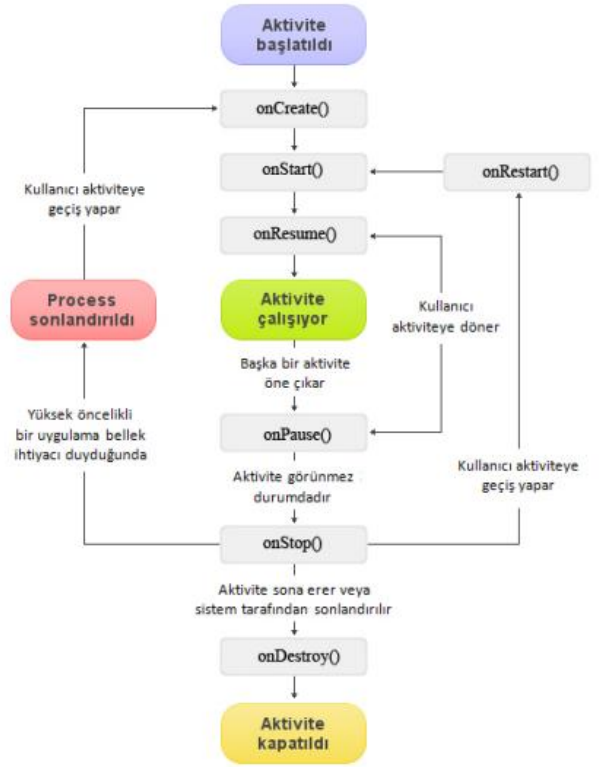 Aktivite
başlatıldı
onCreate()
onStart()
onRestart()
Kullanıcı aktiviteye
geçiş yapar
onResume()
Process
sonlandırıldı
Aktivite
çalışıyor
Kullanıcı
aktiviteye döner
Başka bir aktivite
öne çıkar
Yüksek öncelikli
bir uygulama bellek
ihtiyacı duyduğunda
onPause()
Kullanıcı aktiviteye
geçiş yapar
Aktivite görünmez
durumdadır
onStop()
Aktivite sona erer veya
sistem tarafından sonlandırılır
onDestroy()
Aktivite
kapatıldı